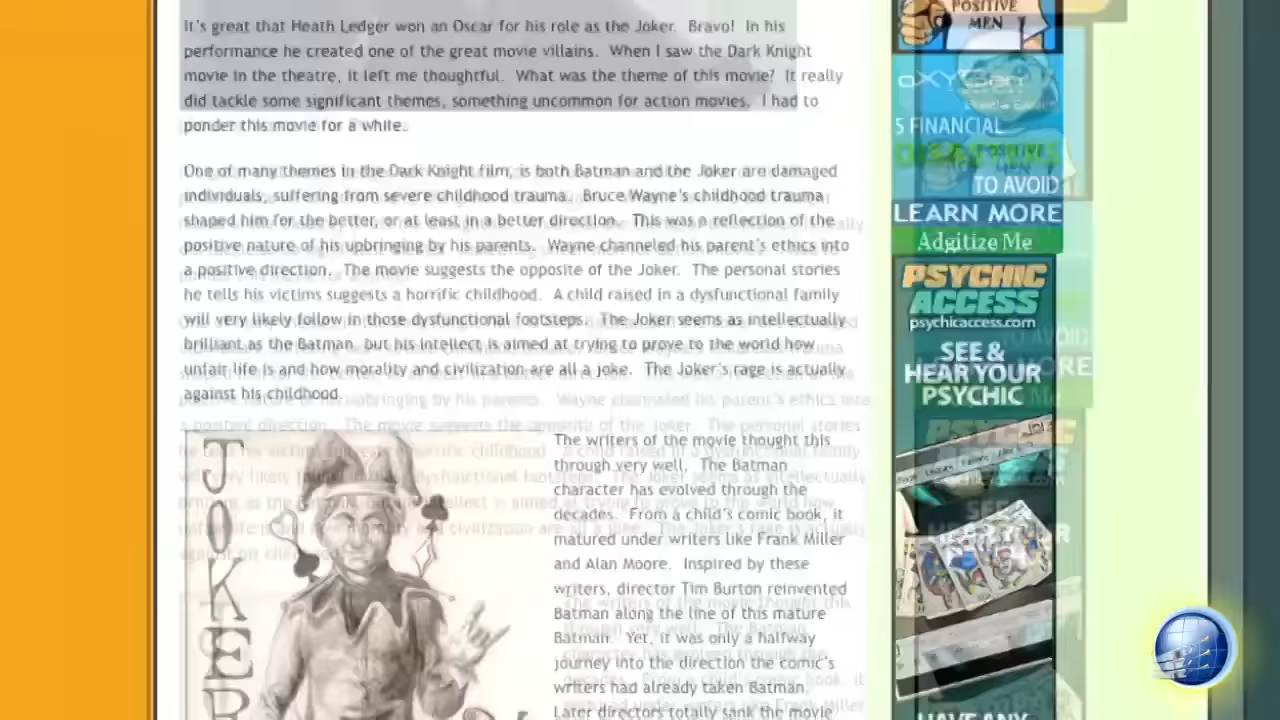 It's great that Heath Ledger won an Oscar for his role as the Joker.  Bravo!  In his
performance he created one of the great movie villains.  When I saw the Dark Knight
movie in the theatre, it left me thoughtful.  What was the theme of this movie?  It really
did tackle some significant themes, something uncommon for action movies.  I had to
ponder this movie for a while.
One of many themes in the Dark Knight film, is both Batman and the Joker are damaged
individuals, suffering from severe childhood trauma.  Bruce Wayne's childhood trauma
shaped him for the better, or at least in a better direction.  This was a reflection of the
positive nature of his upbringing by his parents.  Wayne channeled his parent's ethics into
a positive direction.  The movie suggests the opposite of the Joker.  The personal stories
he tells his victims suggests a horrific childhood.  A child raised in a dysfunctional family
will very likely follow in those dysfunctional footsteps.  The Joker seems as intellectually
brilliant as the Batman, but his intellect is aimed at trying to prove to the world how
unfair life is and how morality and civilization are all a joke.  The Joker's rage is actually
against his childhood.
JOKER
The writers of the movie thought this
through very well.  The Batman
character has evolved through the
decades.  From a child's comic book, it
matured under writers like Frank Miller
and Alan Moore.  Inspired by these
writers, director Tim Burton reinvented
Batman along the line of this mature
Batman.  Yet, it was only a halfway
journey into the direction the comic's
writers had already taken Batman.
Later directors totally sank the movie
POSITIVE
MEN
oxygen
5 FINANCIAL
DISASTERS
TO AVOID
LEARN MORE
Adgitize Me
PSYCHIC
ACCESS
psychicaccess.com
SEE &
HEAR YOUR
PSYCHIC
HAVE ANY